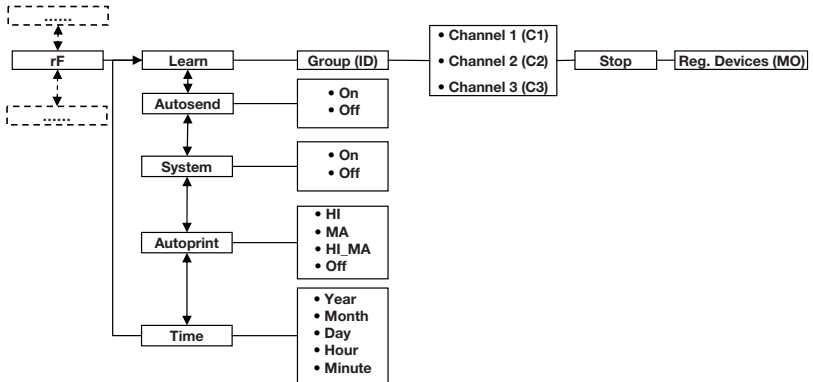 ......
rF
......
Learn
Group (ID)
• Channel 1 (C1)
• Channel 2 (C2)
• Channel 3 (C3)
Stop
Reg. Devices (MO)
Autosend
• On
• Off
System
• On
• Off
Autoprint
• HI
• MA
• HI_MA
• Off
Time
• Year
• Month
• Day
• Hour
• Minute